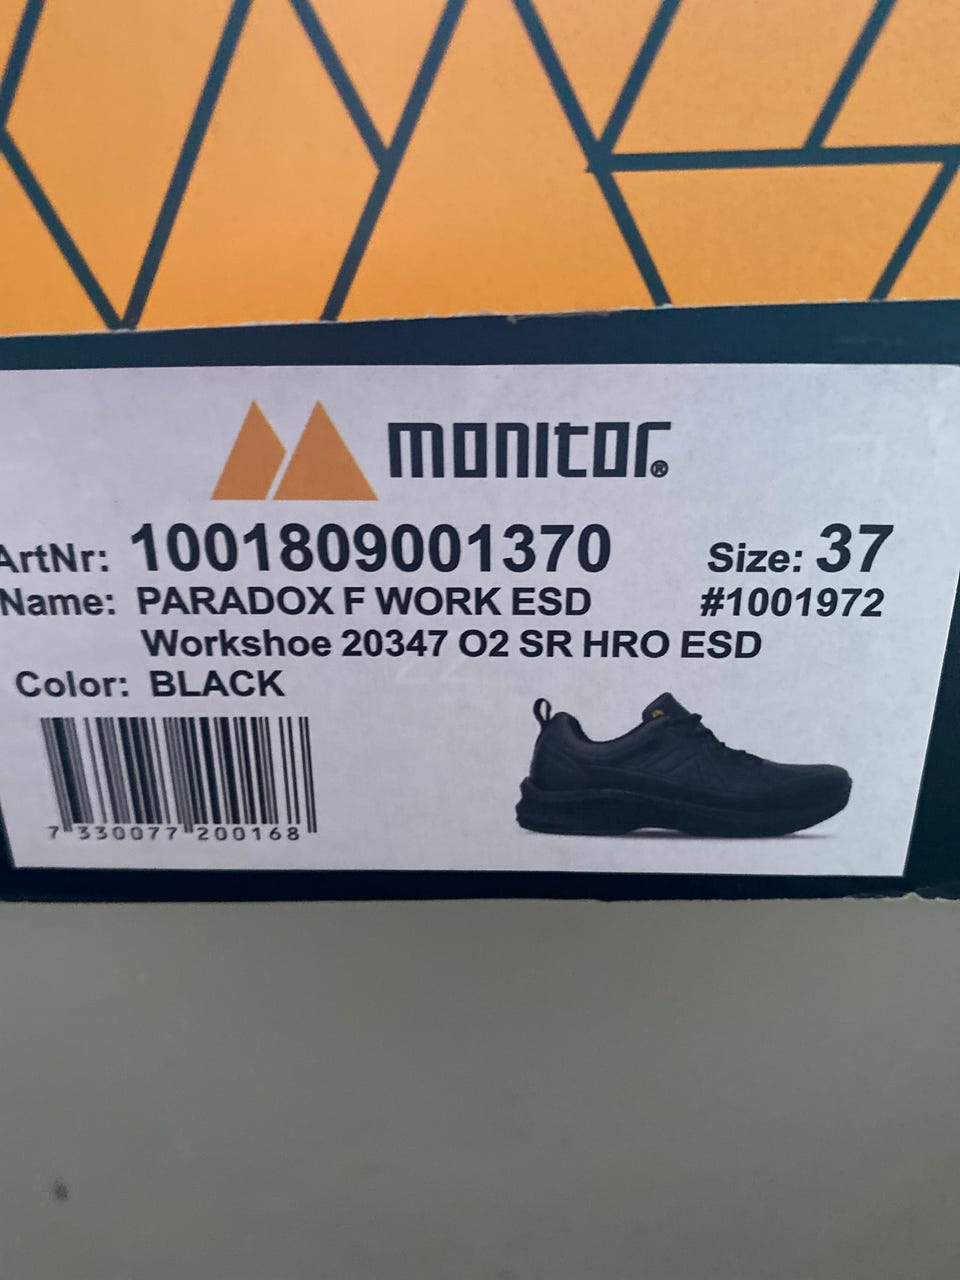 monitor®
ArtNr: 1001809001370 Size: 37
Name: PARADOX F WORK ESD #1001972
Workshoe 20347 O2 SR HRO ESD
Color: BLACK
7 330077 200168